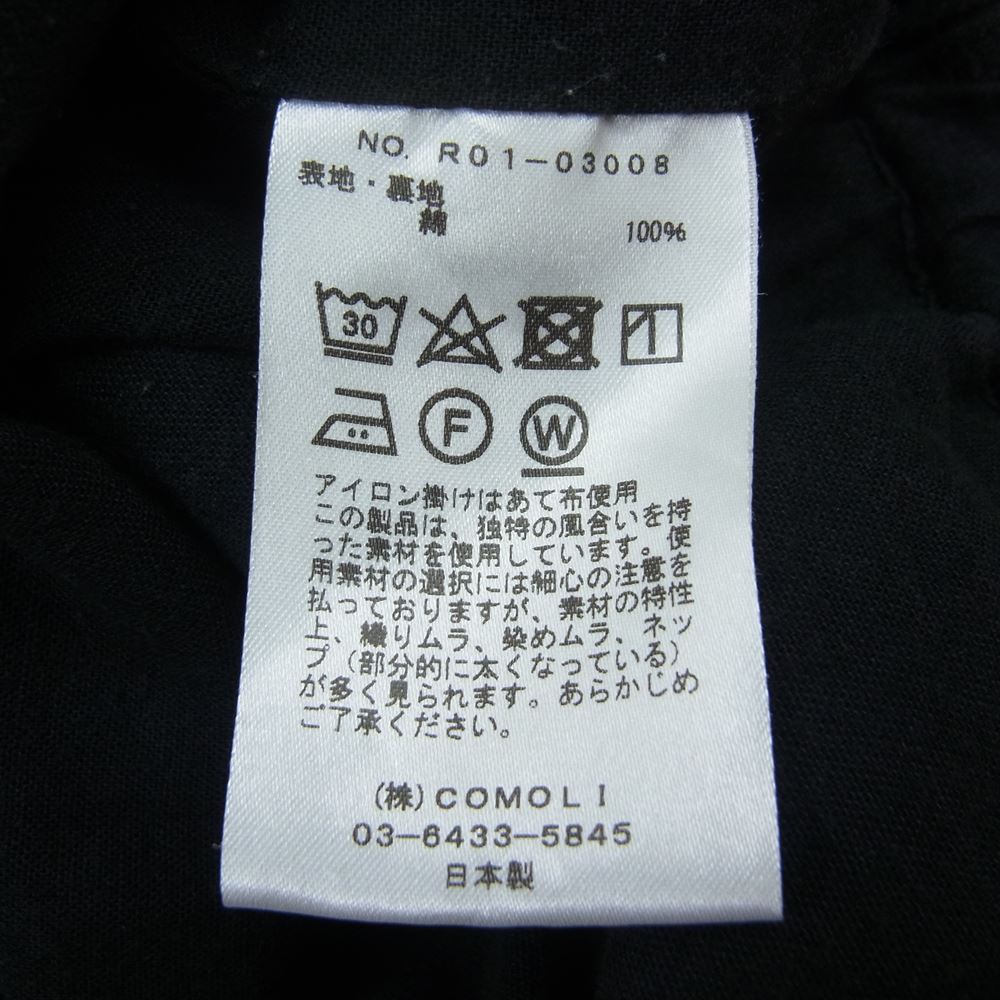 NO. R01-03008
表地・裏地
綿 100%
30
F
W
アイロン掛けはあて布使用
この製品は、独特の風合いを持
った素材を使用しています。使
用素材の選択には細心の注意を
払っておりますが、素材の特性
上、織りムラ、染めムラ、ネッ
プ（部分的に太くなっている）
が多く見られます。あらかじめ
ご了承ください。
(株)COMOLI
03-6433-5845
日本製